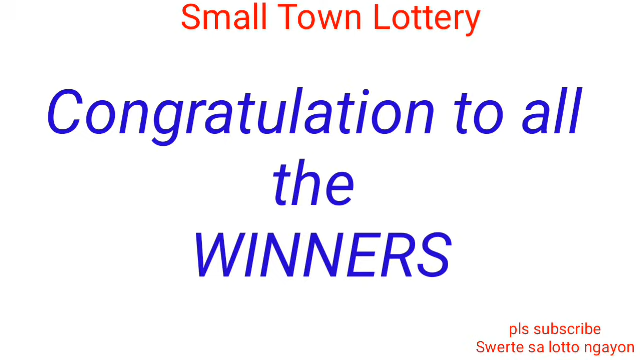 Small Town Lottery
Congratulation to all
the
WINNERS
pls subscribe
Swerte sa lotto ngayon